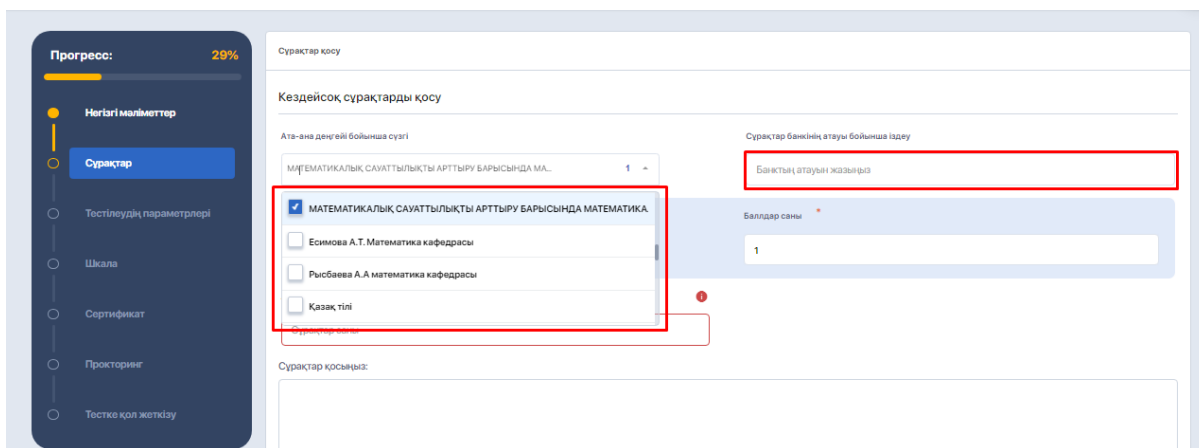 Прогресс: 29%
Негізгі мәліметтер
Сұрақтар
Тестілеудің параметрлері
Шкала
Сертификат
Прокторинг
Тестке қол жеткізу
Сұрақтар қосу
Кездейсоқ сұрақтарды қосу
Ата-ана деңгейі бойынша сүзгі
Сұрақтар банкінің атауы бойынша іздеу
МАТЕМАТИКАЛЫҚ САУАТТЫЛЫҚТЫ АРТТЫРУ БАРЫСЫНДА МА... 1
Банктың атауын жазыңыз
МАТЕМАТИКАЛЫҚ САУАТТЫЛЫҚТЫ АРТТЫРУ БАРЫСЫНДА МАТЕМАТИКА
Есимова А.Т. Математика кафедрасы
Рысбаева А.А математика кафедрасы
Қазақ тілі
Баллдар саны *
1
Сұрақтар саны
Сұрақтар қосыңыз: